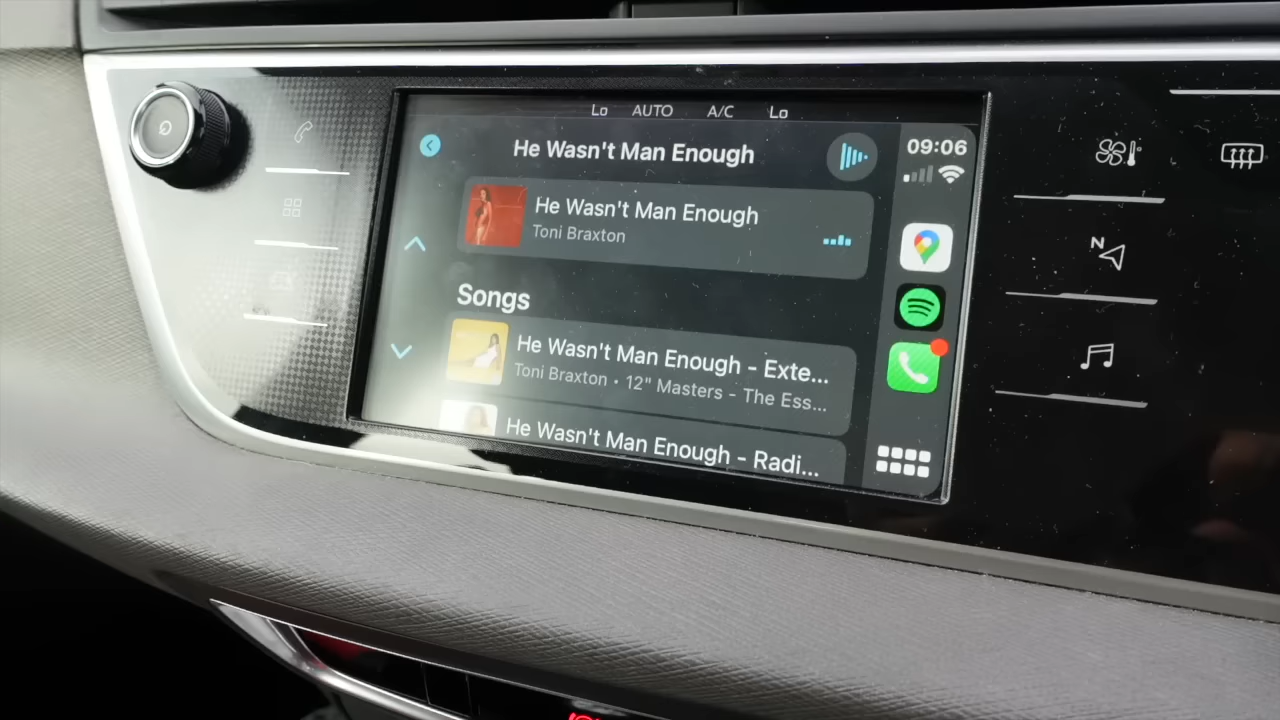 Lo AUTO A/C Lo
He Wasn't Man Enough
09:06
He Wasn't Man Enough
Toni Braxton
Songs
He Wasn't Man Enough - Exte...
Toni Braxton • 12" Masters - The Ess...
He Wasn't Man Enough - Radi...
N